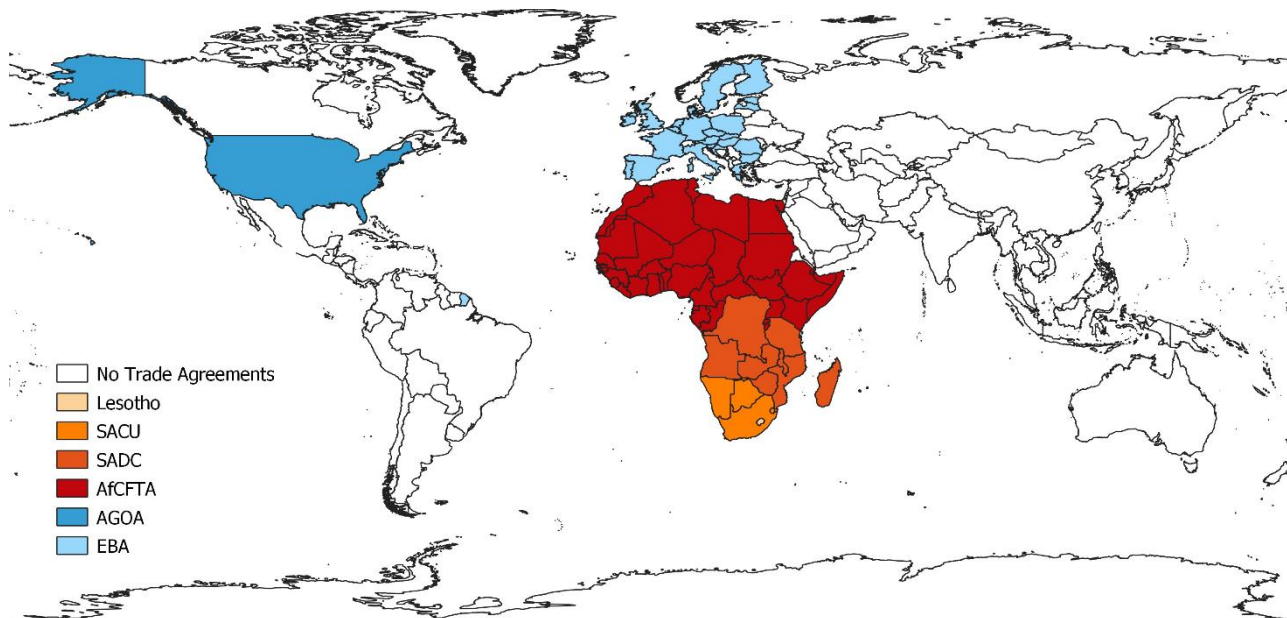 No Trade Agreements
Lesotho
SACU
SADC
AfCFTA
AGOA
EBA